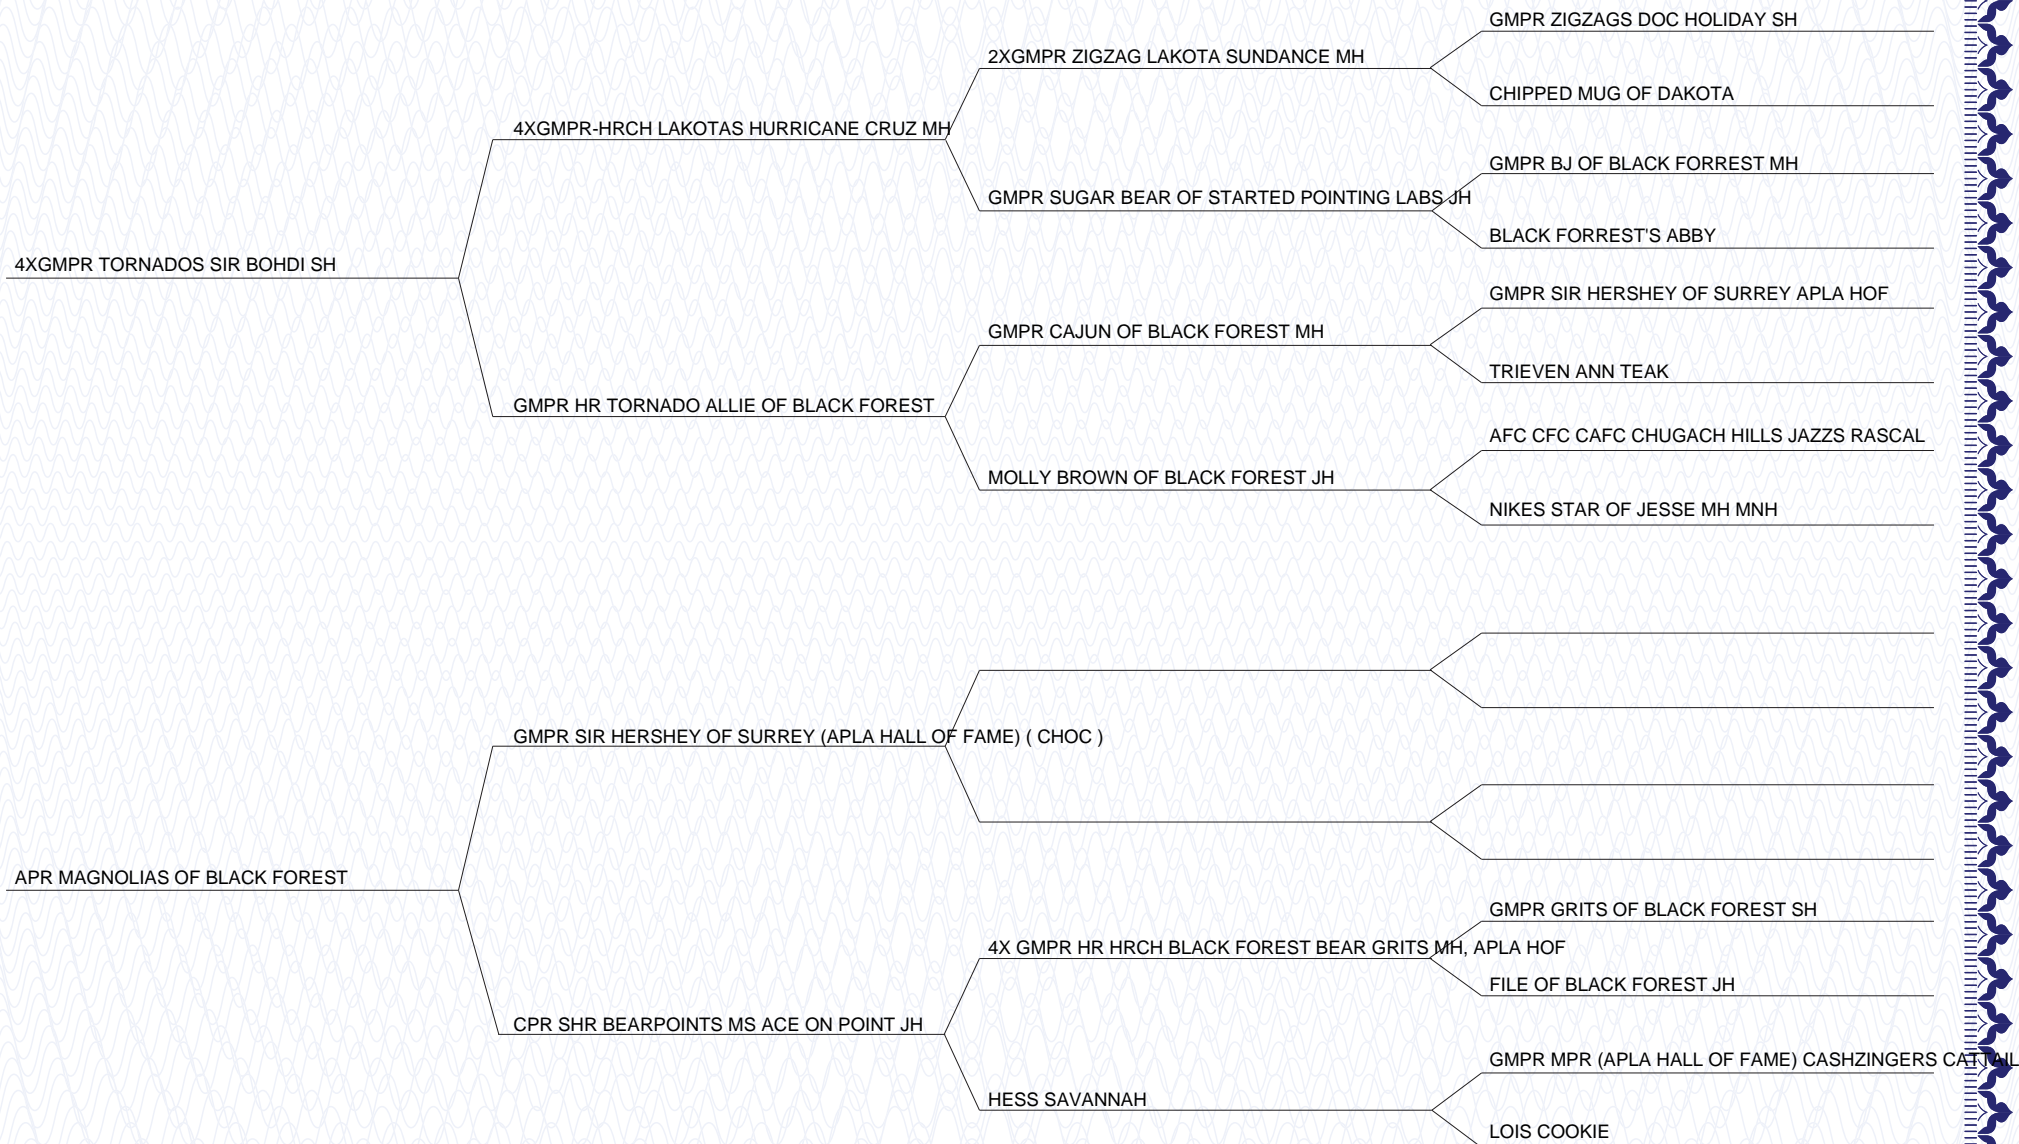 GMPR ZIGZAGS DOC HOLIDAY SH
2XGMPR ZIGZAG LAKOTA SUNDANCE MH
CHIPPED MUG OF DAKOTA
4XGMPR-HRCH LAKOTAS HURRICANE CRUZ MH
GMPR BJ OF BLACK FORREST MH
GMPR SUGAR BEAR OF STARTED POINTING LABS JH
BLACK FORREST'S ABBY
4XGMPR TORNADOS SIR BOHDI SH
GMPR SIR HERSHEY OF SURREY APLA HOF
GMPR CAJUN OF BLACK FOREST MH
TRIEVEN ANN TEAK
GMPR HR TORNADO ALLIE OF BLACK FOREST
AFC CFC CAFC CHUGACH HILLS JAZZS RASCAL
MOLLY BROWN OF BLACK FOREST JH
NIKES STAR OF JESSE MH MNH
GMPR SIR HERSHEY OF SURREY (APLA HALL OF FAME) ( CHOC )
APR MAGNOLIAS OF BLACK FOREST
GMPR GRITS OF BLACK FOREST SH
4X GMPR HR HRCH BLACK FOREST BEAR GRITS MH, APLA HOF
FILE OF BLACK FOREST JH
CPR SHR BEARPOINTS MS ACE ON POINT JH
GMPR MPR (APLA HALL OF FAME) CASHZINGERS CATTAIL
HESS SAVANNAH
LOIS COOKIE